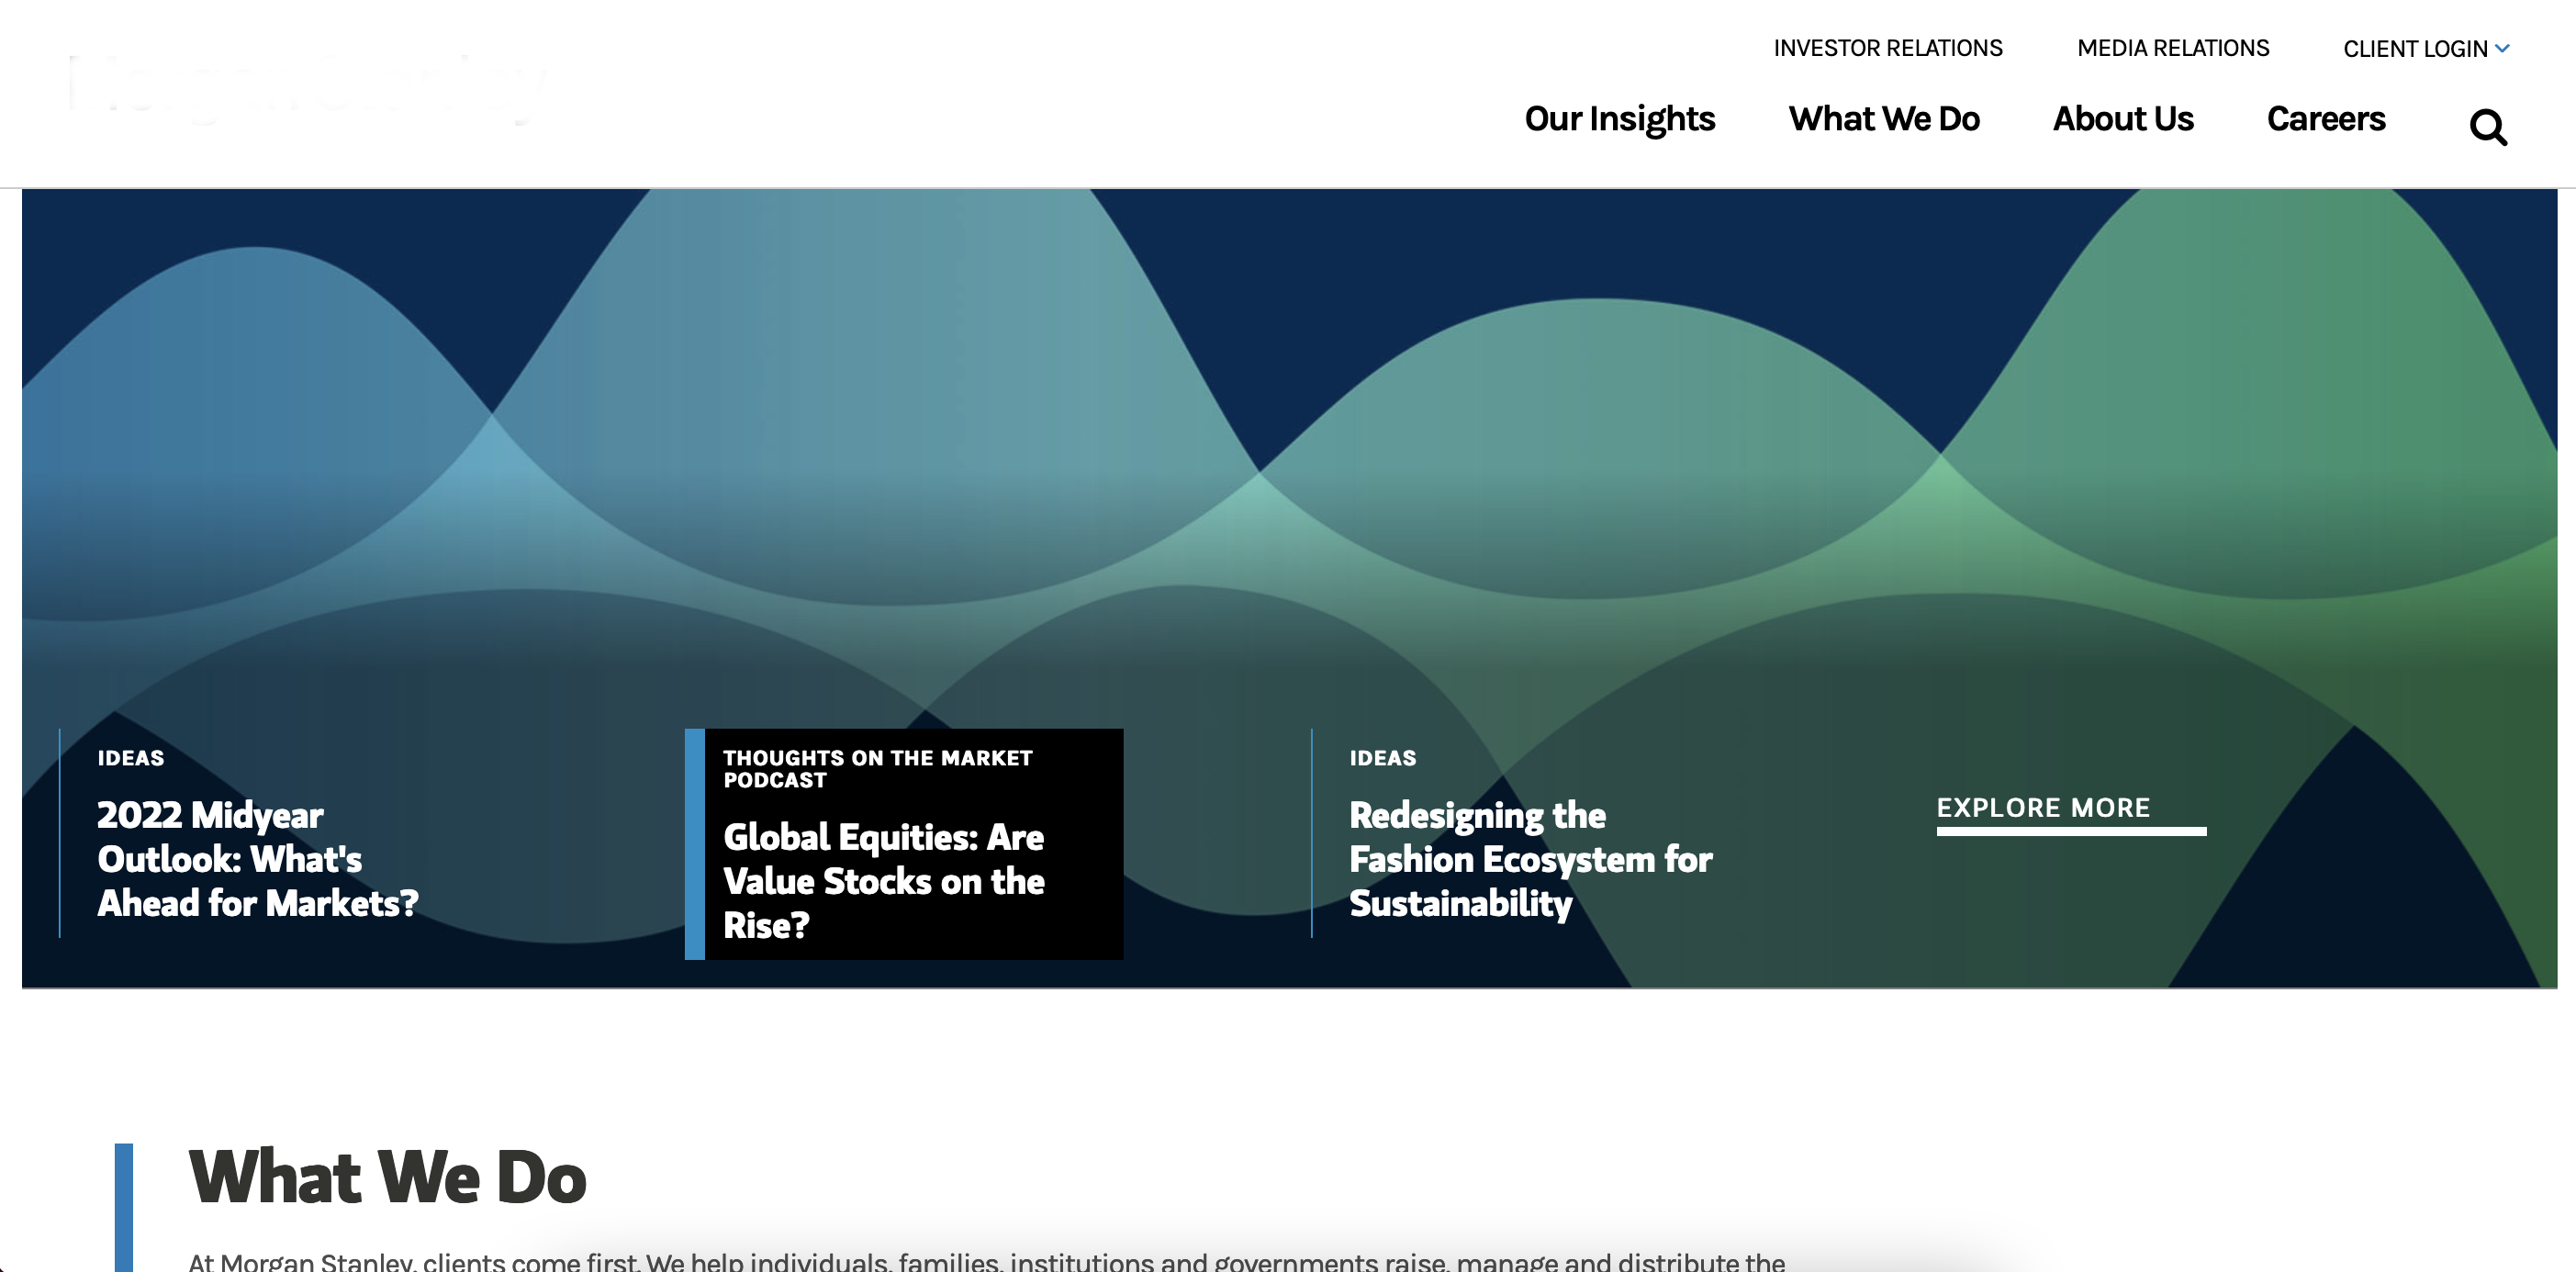 INVESTOR RELATIONS
MEDIA RELATIONS
CLIENT LOGIN
Our Insights
What We Do
About Us
Careers
IDEAS
2022 Midyear
Outlook: What's
Ahead for Markets?
THOUGHTS ON THE MARKET
PODCAST
Global Equities: Are
Value Stocks on the
Rise?
IDEAS
Redesigning the
Fashion Ecosystem for
Sustainability
EXPLORE MORE
What We Do
At Morgan Stanley, clients come first. We help individuals, families, institutions and governments raise, manage and distribute the